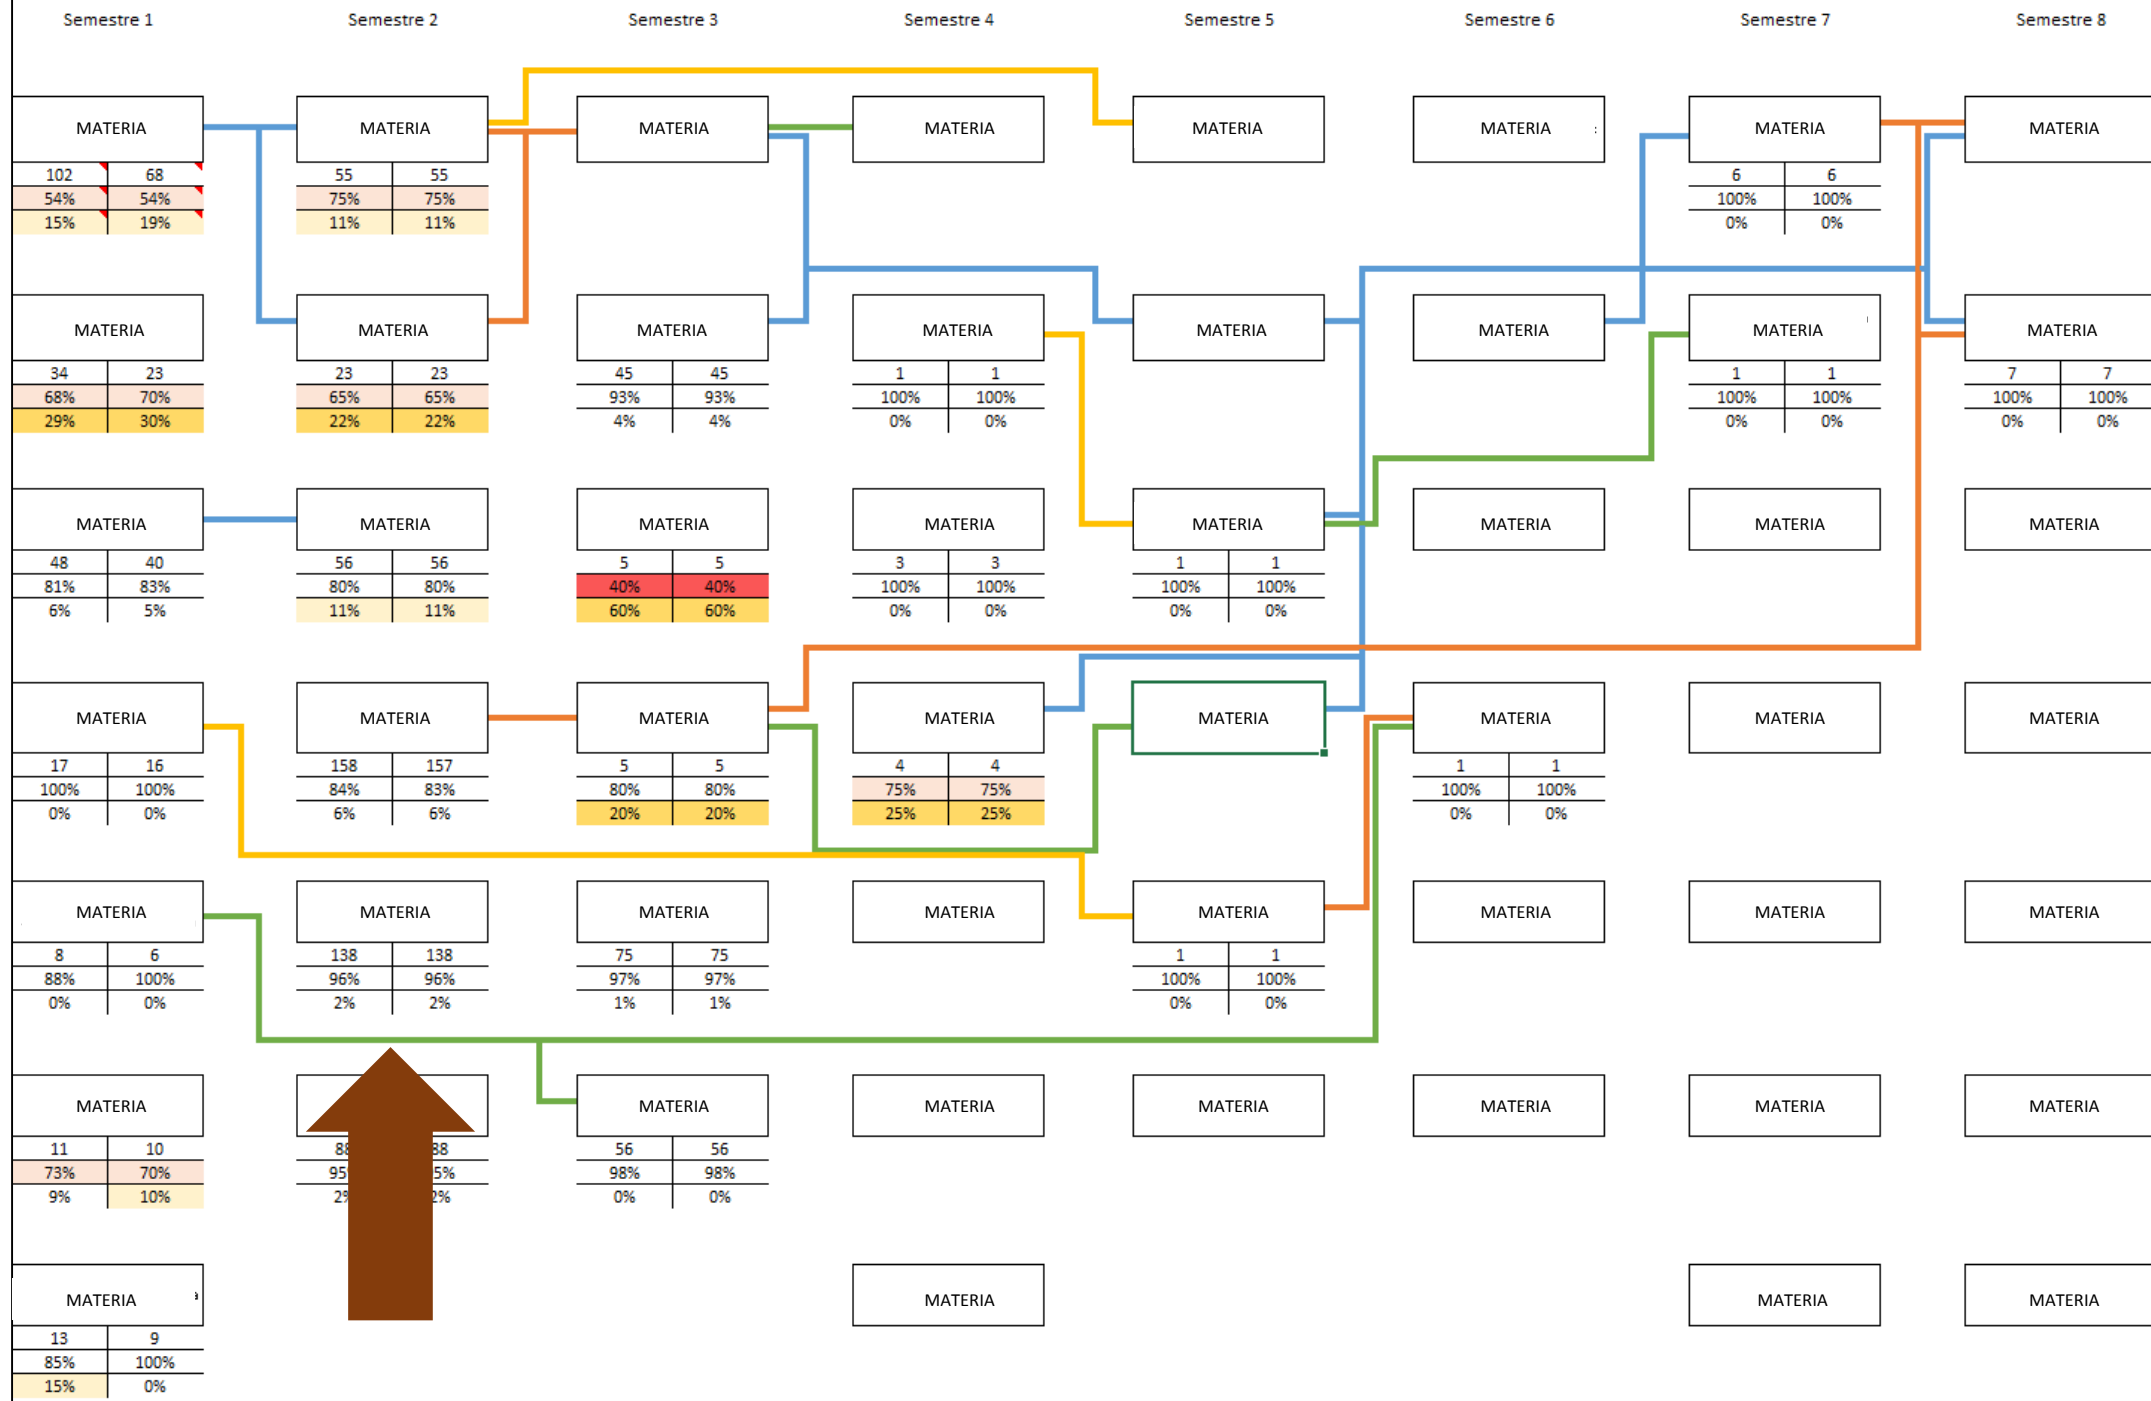 Semestre 1 Semestre 2 Semestre 3 Semestre 4 Semestre 5 Semestre 6 Semestre 7 Semestre 8
MATERIA MATERIA MATERIA MATERIA MATERIA MATERIA MATERIA MATERIA
102 68 55 55 6 6
54% 54% 75% 75% 100% 100%
15% 19% 11% 11% 0% 0%
MATERIA MATERIA MATERIA MATERIA MATERIA MATERIA MATERIA MATERIA
34 23 23 23 45 45 1 1 1 1 7 7
68% 70% 65% 65% 93% 93% 100% 100% 100% 100% 100% 100%
29% 30% 22% 22% 4% 4% 0% 0% 0% 0% 0% 0%
MATERIA MATERIA MATERIA MATERIA MATERIA MATERIA MATERIA MATERIA
48 40 56 56 5 5 3 3 1 1
81% 83% 80% 80% 40% 40% 100% 100% 100% 100%
6% 5% 11% 11% 60% 60% 0% 0% 0% 0%
MATERIA MATERIA MATERIA MATERIA MATERIA MATERIA MATERIA MATERIA
17 16 158 157 5 5 4 4 1 1
100% 100% 84% 83% 80% 80% 75% 75% 100% 100%
0% 0% 6% 6% 20% 20% 25% 25% 0% 0%
MATERIA MATERIA MATERIA MATERIA MATERIA MATERIA MATERIA MATERIA
8 6 138 138 75 75 1 1
88% 100% 96% 96% 97% 97% 100% 100%
0% 0% 2% 2% 1% 1% 0% 0%
MATERIA MATERIA MATERIA MATERIA MATERIA MATERIA MATERIA
11 10 88 56 56
73% 70% 98% 98%
9% 10% 0% 0%
MATERIA MATERIA MATERIA MATERIA
13 9
85% 100%
15% 0%